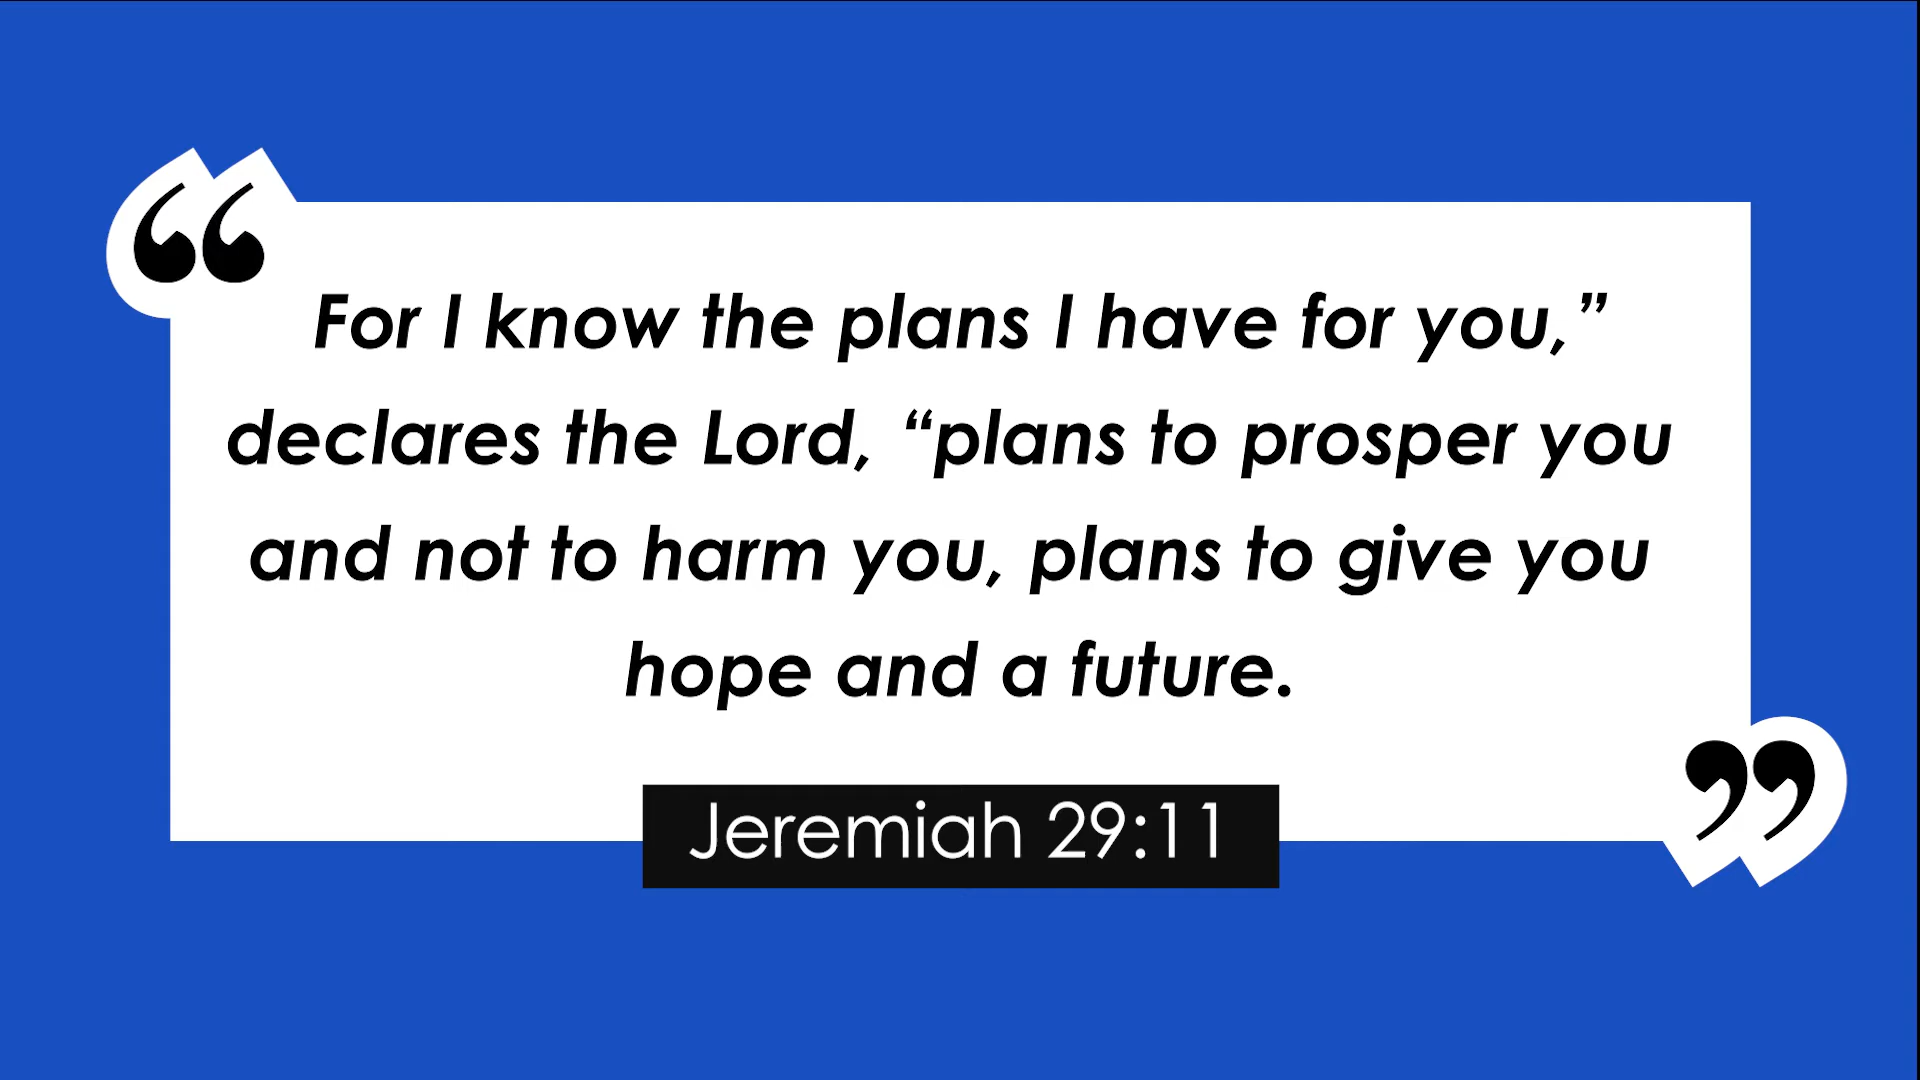 “
For I know the plans I have for you,”
declares the Lord, “plans to prosper you
and not to harm you, plans to give you
hope and a future.
”
Jeremiah 29:11